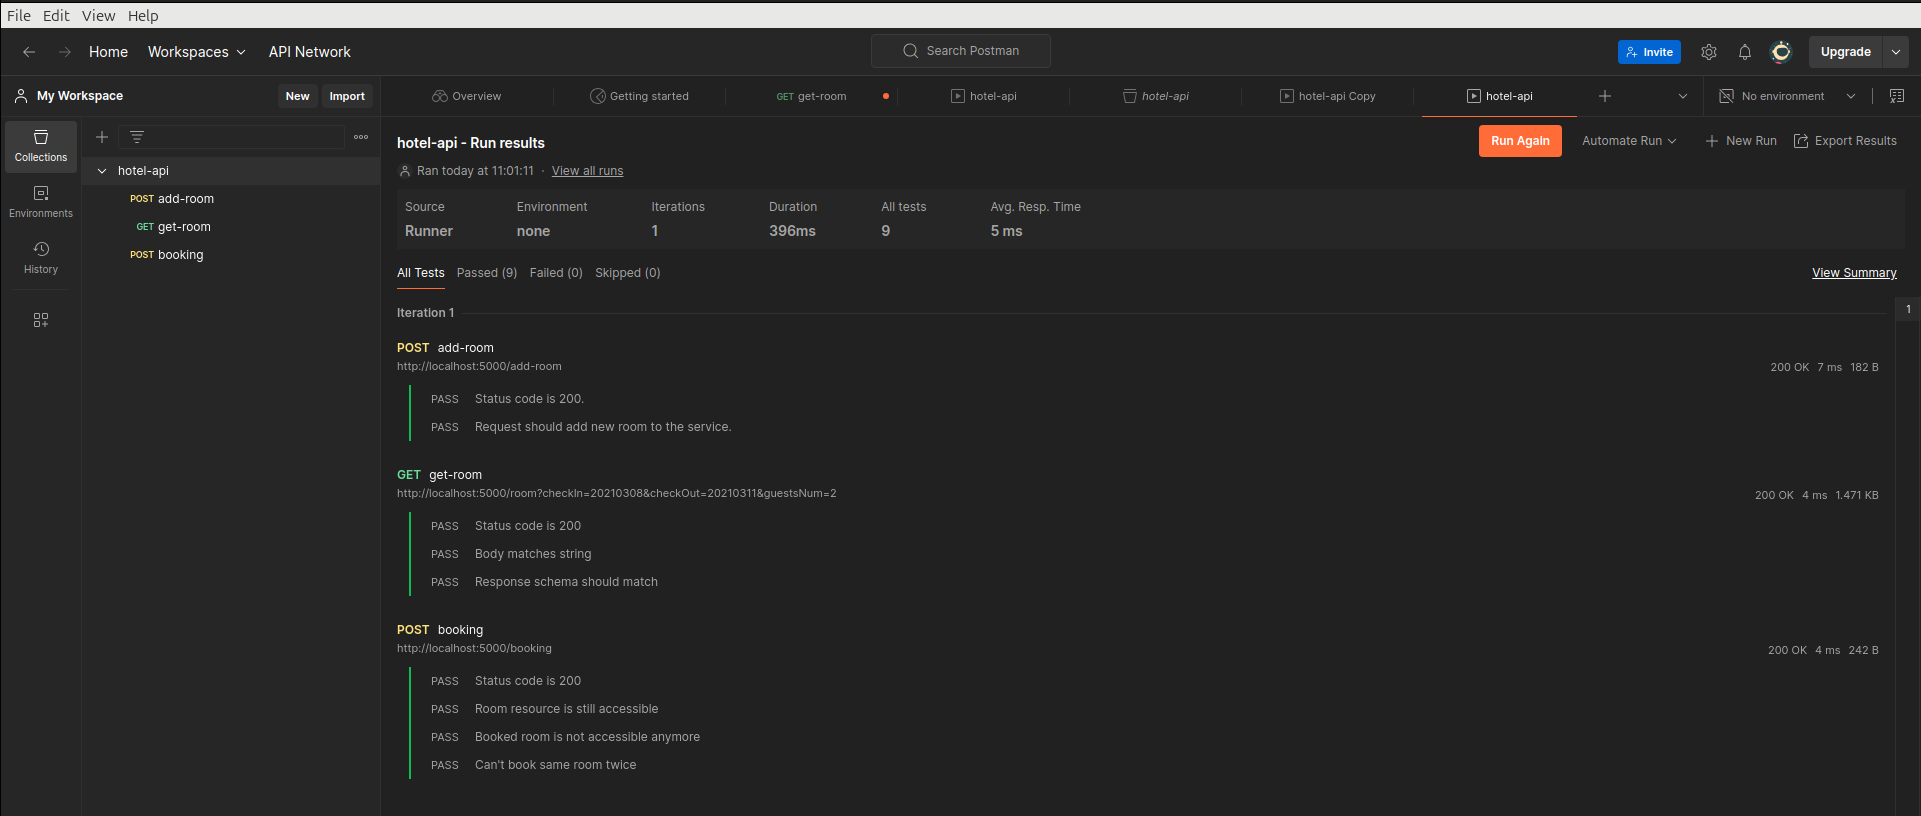 File Edit View Help
Home Workspaces API Network Search Postman Invite Upgrade
My Workspace New Import Overview Getting started GET get-room hotel-api hotel-api hotel-api Copy hotel-api No environment
Collections
Environments
History
hotel-api
POST add-room
GET get-room
POST booking
hotel-api - Run results Run Again Automate Run New Run Export Results
Ran today at 11:01:11 · View all runs
Source Environment Iterations Duration All tests Avg. Resp. Time
Runner none 1 396ms 9 5 ms
All Tests Passed (9) Failed (0) Skipped (0) View Summary
Iteration 1 1
POST add-room
http://localhost:5000/add-room 200 OK 7 ms 182 B
PASS Status code is 200.
PASS Request should add new room to the service.
GET get-room
http://localhost:5000/room?checkIn=20210308&checkOut=20210311&guestsNum=2 200 OK 4 ms 1.471 KB
PASS Status code is 200
PASS Body matches string
PASS Response schema should match
POST booking
http://localhost:5000/booking 200 OK 4 ms 242 B
PASS Status code is 200
PASS Room resource is still accessible
PASS Booked room is not accessible anymore
PASS Can't book same room twice